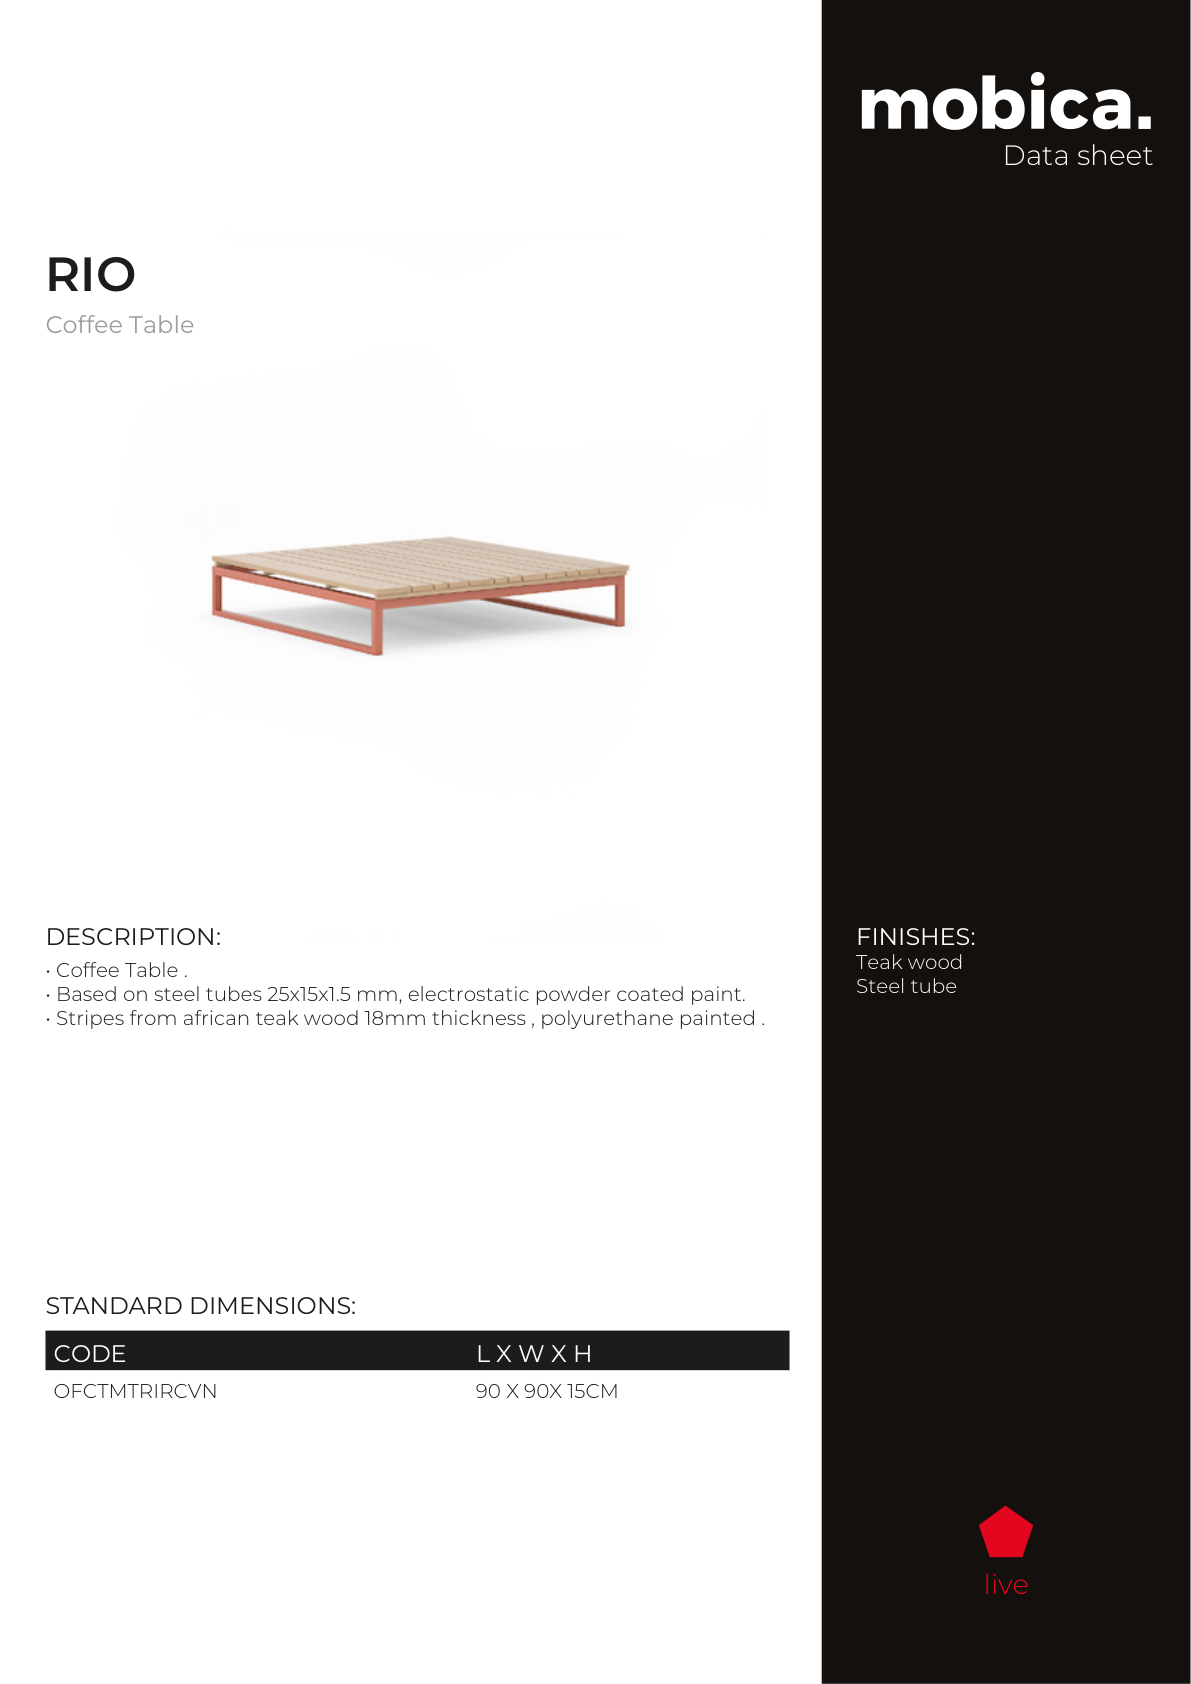 mobica.
Data sheet
RIO
Coffee Table
DESCRIPTION:
• Coffee Table .
• Based on steel tubes 25x15x1.5 mm, electrostatic powder coated paint.
• Stripes from african teak wood 18mm thickness , polyurethane painted .
FINISHES:
Teak wood
Steel tube
STANDARD DIMENSIONS:
CODE L X W X H
OFCTMTRIRCVN 90 X 90X 15CM
live